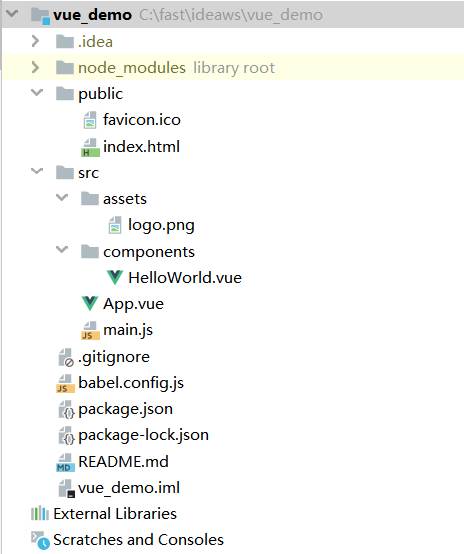 vue_demo C:\fast\ideaws\vue_demo
.idea
node_modules library root
public
favicon.ico
index.html
src
assets
logo.png
components
HelloWorld.vue
App.vue
main.js
.gitignore
babel.config.js
package.json
package-lock.json
README.md
vue_demo.iml
External Libraries
Scratches and Consoles